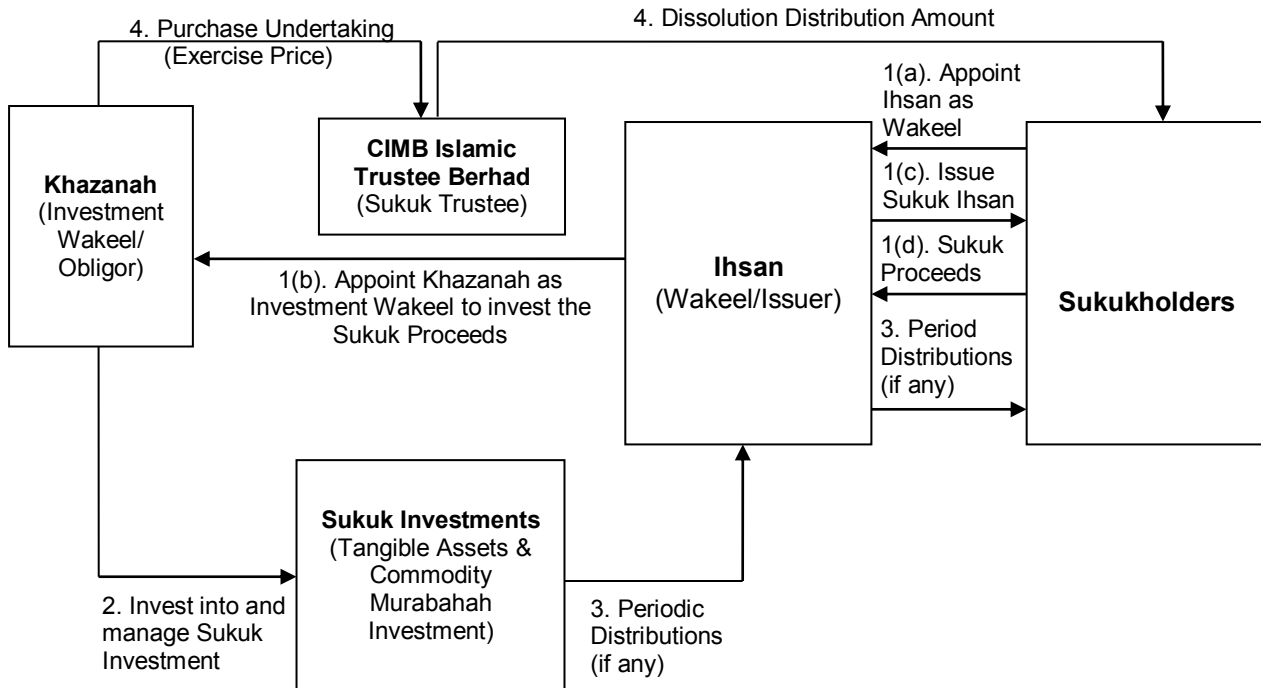 4. Purchase Undertaking
(Exercise Price)
4. Dissolution Distribution Amount
Khazanah
(Investment
Wakeel/
Obligor)
CIMB Islamic
Trustee Berhad
(Sukuk Trustee)
1(b). Appoint Khazanah as
Investment Wakeel to invest the
Sukuk Proceeds
Ihsan
(Wakeel/Issuer)
1(a). Appoint
Ihsan as
Wakeel
1(c). Issue
Sukuk Ihsan
1(d). Sukuk
Proceeds
3. Period
Distributions
(if any)
Sukukholders
2. Invest into and
manage Sukuk
Investment
Sukuk Investments
(Tangible Assets &
Commodity
Murabahah
Investment)
3. Periodic
Distributions
(if any)